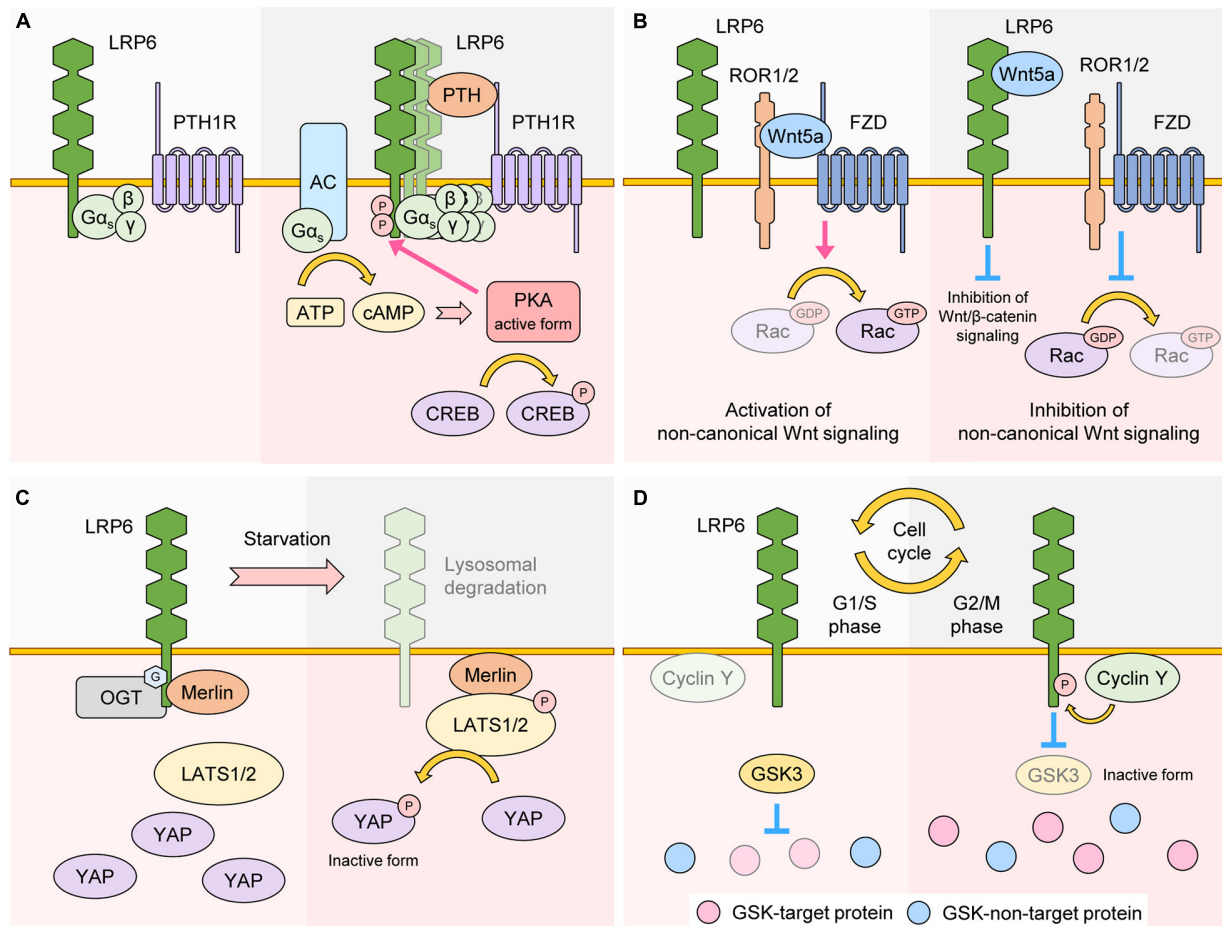 A
LRP6
PTH1R
Gαs
β
γ
LRP6
PTH
PTH1R
AC
Gαs
P
P
Gαs
β
γ
β
γ
ATP
cAMP
PKA
active form
CREB
CREB
P
B
LRP6
ROR1/2
Wnt5a
FZD
Rac
GDP
Rac
GTP
Activation of
non-canonical Wnt signaling
LRP6
Wnt5a
ROR1/2
FZD
Inhibition of
Wnt/β-catenin
signaling
Rac
GDP
Rac
GTP
Inhibition of
non-canonical Wnt signaling
C
LRP6
Starvation
Lysosomal
degradation
OGT
G
Merlin
LATS1/2
YAP
YAP
YAP
Merlin
LATS1/2
P
YAP
P
YAP
Inactive form
D
LRP6
Cell
cycle
G1/S
phase
G2/M
phase
Cyclin Y
P
Cyclin Y
GSK3
GSK3
Inactive form
GSK-target protein
GSK-non-target protein